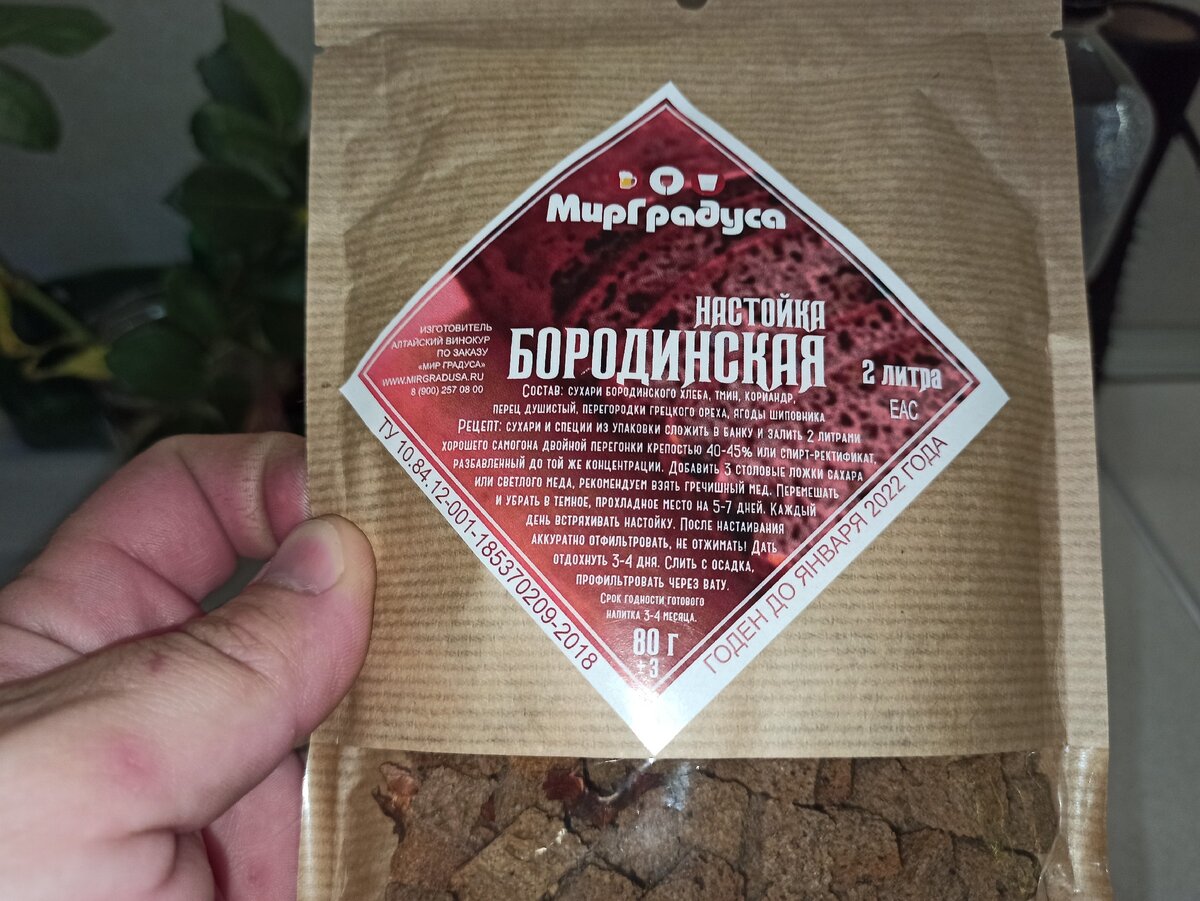 МирГрадуса
НАСТОЙКА
БОРОДИНСКАЯ
2 литра
ЕАС
ИЗГОТОВИТЕЛЬ
АЛТАЙСКИЙ ВИНОКУР
ПО ЗАКАЗУ
«МИР ГРАДУСА»
WWW.MIRGRADUSA.RU
8 (900) 257 08 00
Состав: сухари бородинского хлеба, тмин, кориандр,
перец душистый, перегородки грецкого ореха, ягоды шиповника
Рецепт: сухари и специи из упаковки сложить в банку и залить 2 литрами
хорошего самогона двойной перегонки крепостью 40-45% или спирт-ректификат,
разбавленный до той же концентрации. Добавить 3 столовые ложки сахара
или светлого меда, рекомендуем взять гречишный мед. Перемешать
и убрать в темное, прохладное место на 5-7 дней. Каждый
день встряхивать настойку. После настаивания
аккуратно отфильтровать, не отжимать! Дать
отдохнуть 3-4 дня. Слить с осадка,
профильтровать через вату.
Срок годности готового
напитка 3-4 месяца.
80 г
±3
ТУ 10.84.12-001-185370209-2018
ГОДЕН ДО ЯНВАРЯ 2022 ГОДА